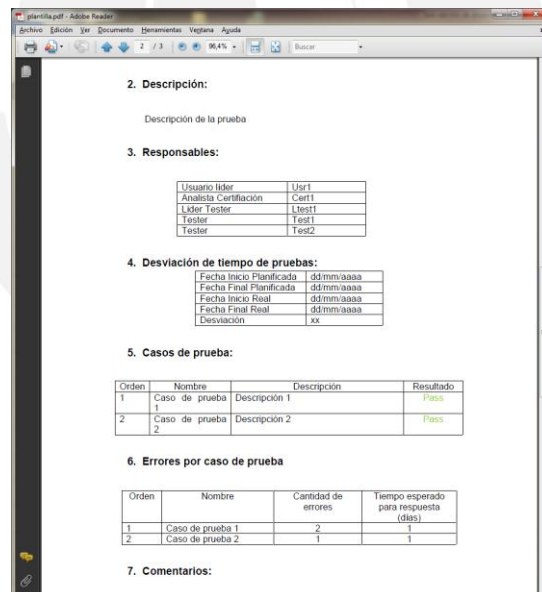 plantilla.pdf - Adobe Reader
Archivo Edición Ver Documento Herramientas Ventana Ayuda
2 / 3 96,4% Buscar
2. Descripción:
Descripción de la prueba
3. Responsables:
Usuario líder Usr1
Analista Certifiación Cert1
Líder Tester Ltest1
Tester Test1
Tester Test2
4. Desviación de tiempo de pruebas:
Fecha Inicio Planificada dd/mm/aaaa
Fecha Final Planificada dd/mm/aaaa
Fecha Inicio Real dd/mm/aaaa
Fecha Final Real dd/mm/aaaa
Desviación xx
5. Casos de prueba:
Orden Nombre Descripción Resultado
1 Caso de prueba Descripción 1 Pass
1
2 Caso de prueba Descripción 2 Pass
2
6. Errores por caso de prueba
Orden Nombre Cantidad de Tiempo esperado
errores para respuesta
(días)
1 Caso de prueba 1 2 1
2 Caso de prueba 2 1 1
7. Comentarios: